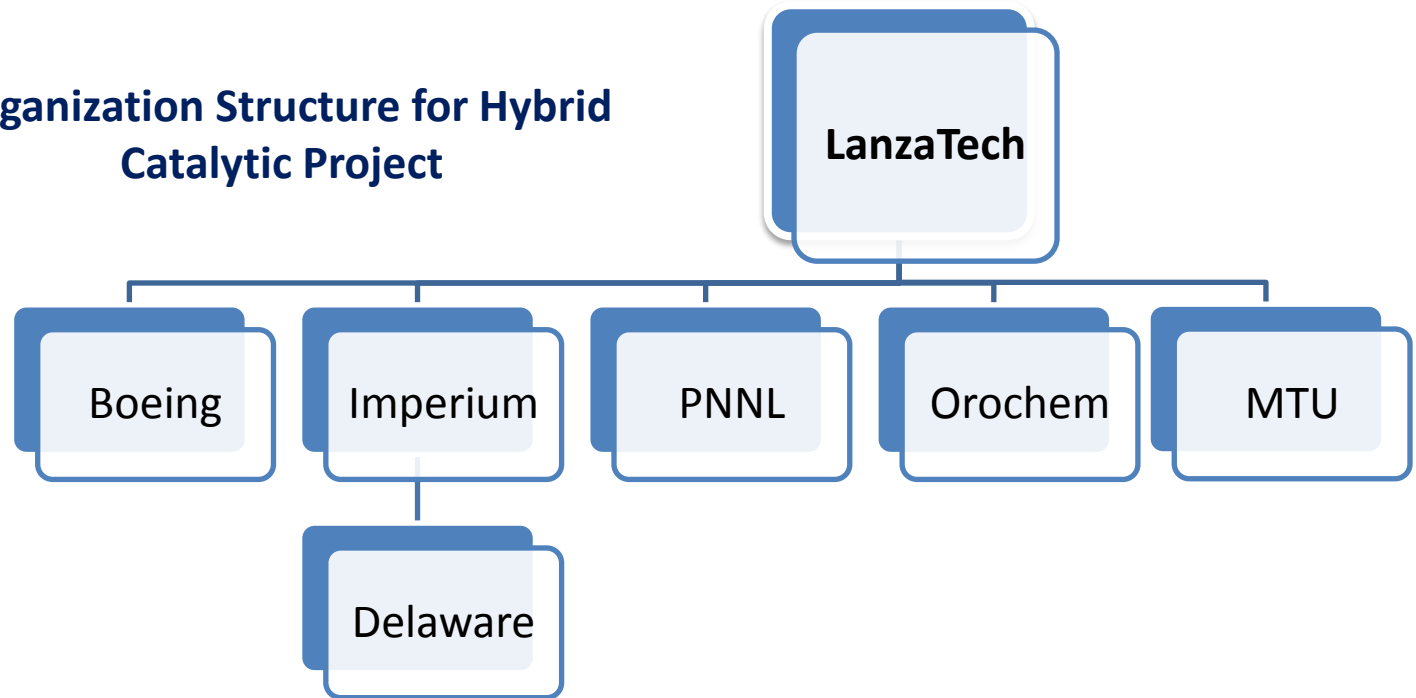 ganization Structure for Hybrid
Catalytic Project
LanzaTech
Boeing
Imperium
PNNL
Orochem
MTU
Delaware